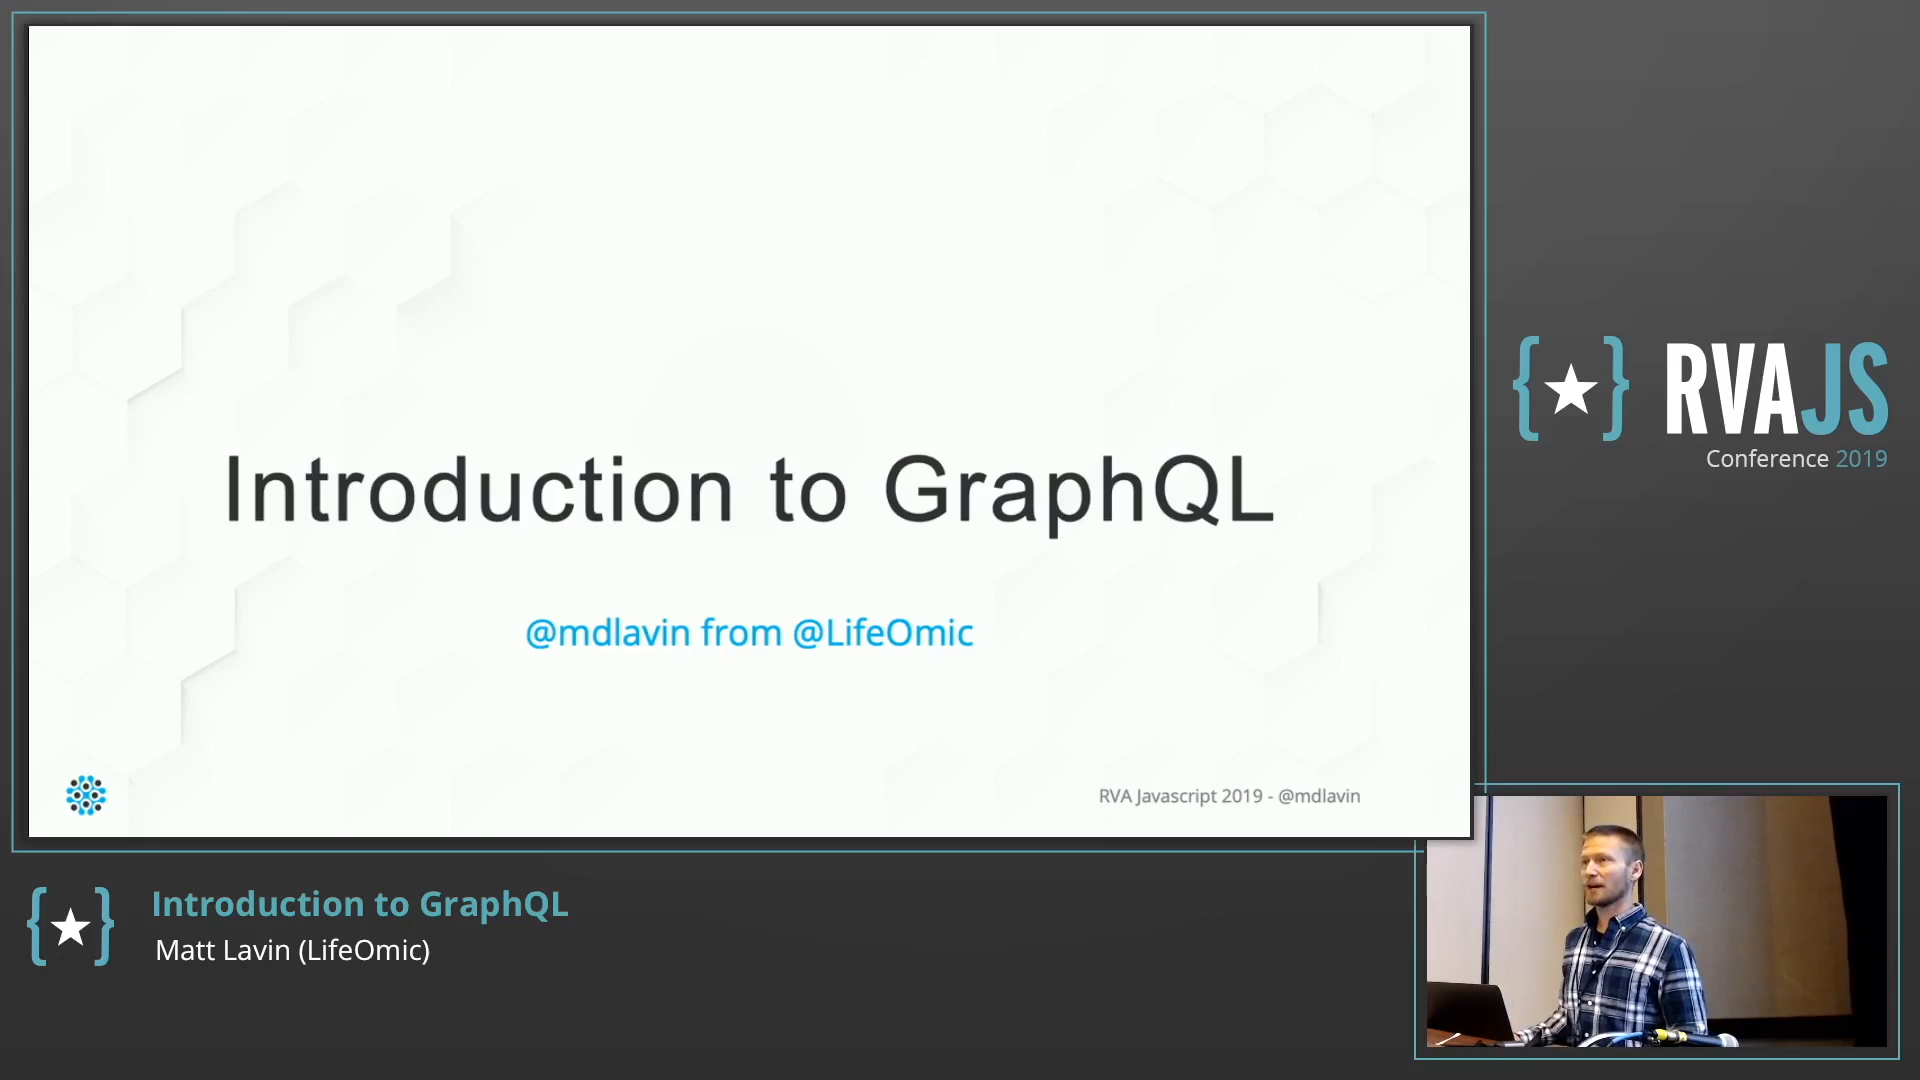 Introduction to GraphQL
@mdlavin from @LifeOmic
RVA Javascript 2019 - @mdlavin
{★} RVAJS
Conference 2019
{★} Introduction to GraphQL
Matt Lavin (LifeOmic)